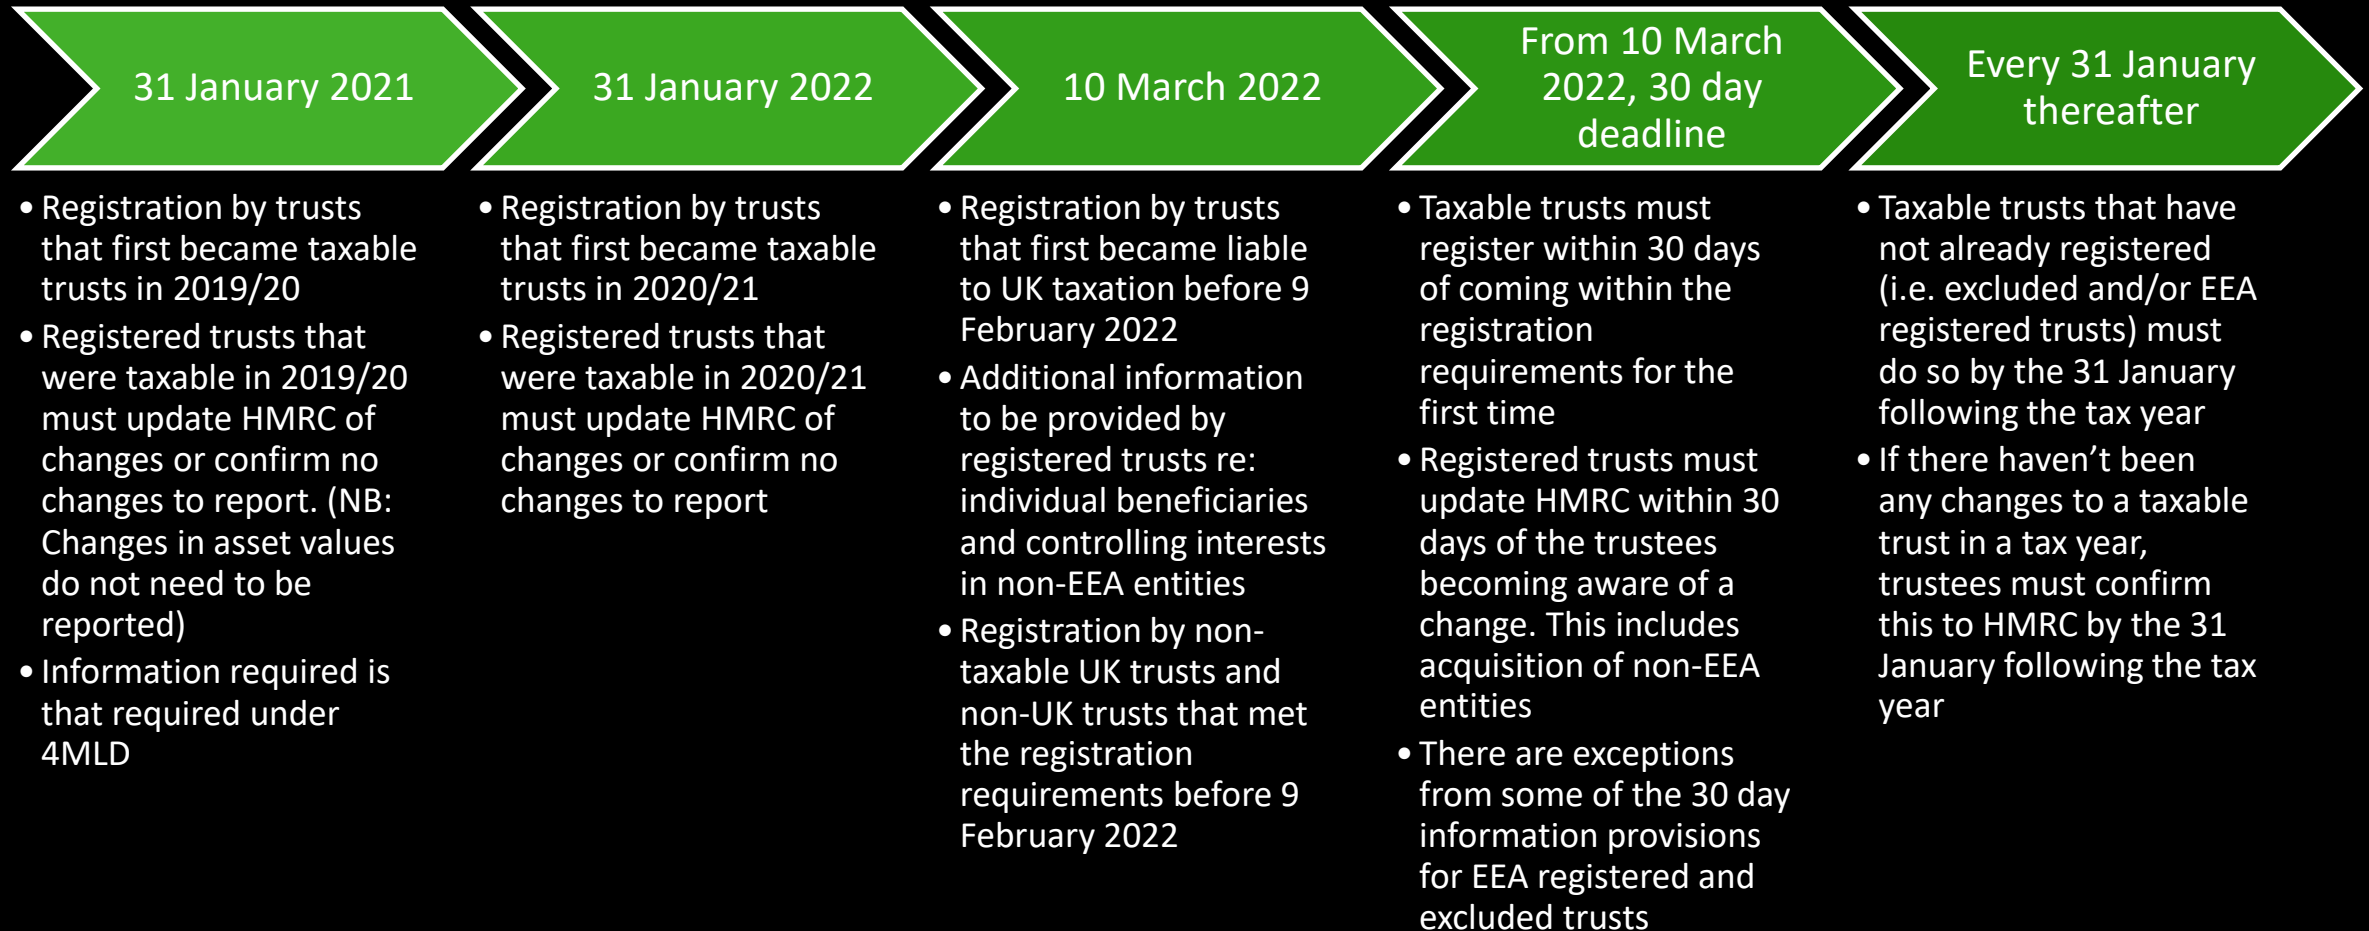 31 January 2021
31 January 2022
10 March 2022
From 10 March
2022, 30 day
deadline
Every 31 January
thereafter
• Registration by trusts
that first became taxable
trusts in 2019/20
• Registered trusts that
were taxable in 2019/20
must update HMRC of
changes or confirm no
changes to report. (NB:
Changes in asset values
do not need to be
reported)
• Information required is
that required under
4MLD
• Registration by trusts
that first became taxable
trusts in 2020/21
• Registered trusts that
were taxable in 2020/21
must update HMRC of
changes or confirm no
changes to report
• Registration by trusts
that first became liable
to UK taxation before 9
February 2022
• Additional information
to be provided by
registered trusts re:
individual beneficiaries
and controlling interests
in non-EEA entities
• Registration by non-
taxable UK trusts and
non-UK trusts that met
the registration
requirements before 9
February 2022
• Taxable trusts must
register within 30 days
of coming within the
registration
requirements for the
first time
• Registered trusts must
update HMRC within 30
days of the trustees
becoming aware of a
change. This includes
acquisition of non-EEA
entities
• There are exceptions
from some of the 30 day
information provisions
for EEA registered and
excluded trusts
• Taxable trusts that have
not already registered
(i.e. excluded and/or EEA
registered trusts) must
do so by the 31 January
following the tax year
• If there haven’t been
any changes to a taxable
trust in a tax year,
trustees must confirm
this to HMRC by the 31
January following the tax
year